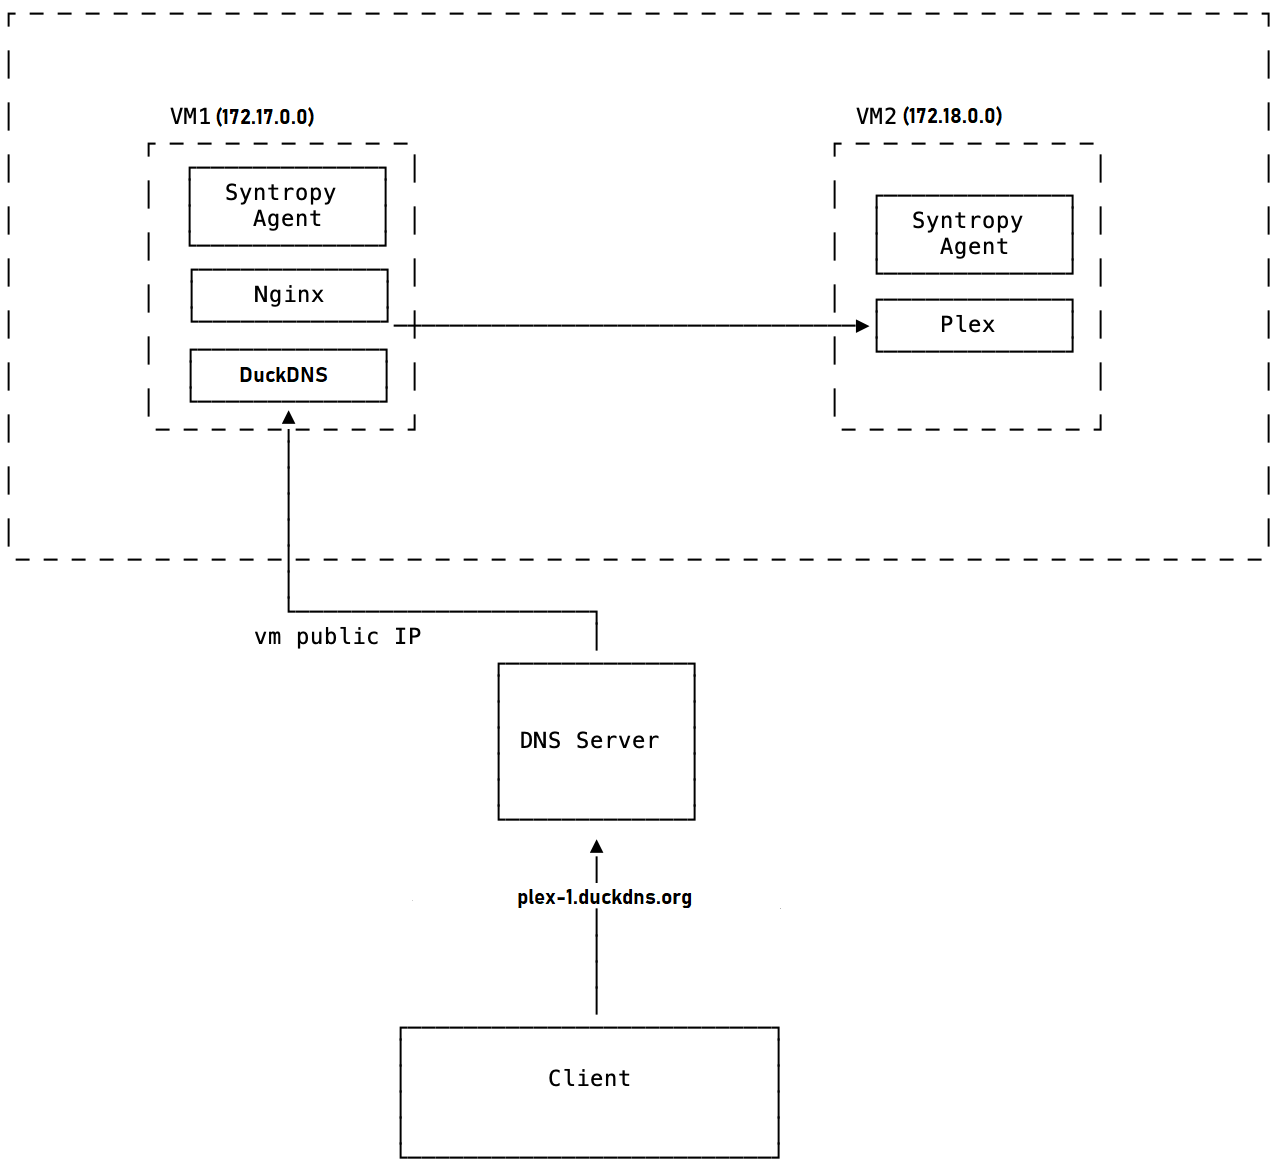 VM1 (172.17.0.0)
VM2 (172.18.0.0)
Syntropy
Agent
Nginx
DuckDNS
Syntropy
Agent
Plex
vm public IP
DNS Server
plex-1.duckdns.org
Client